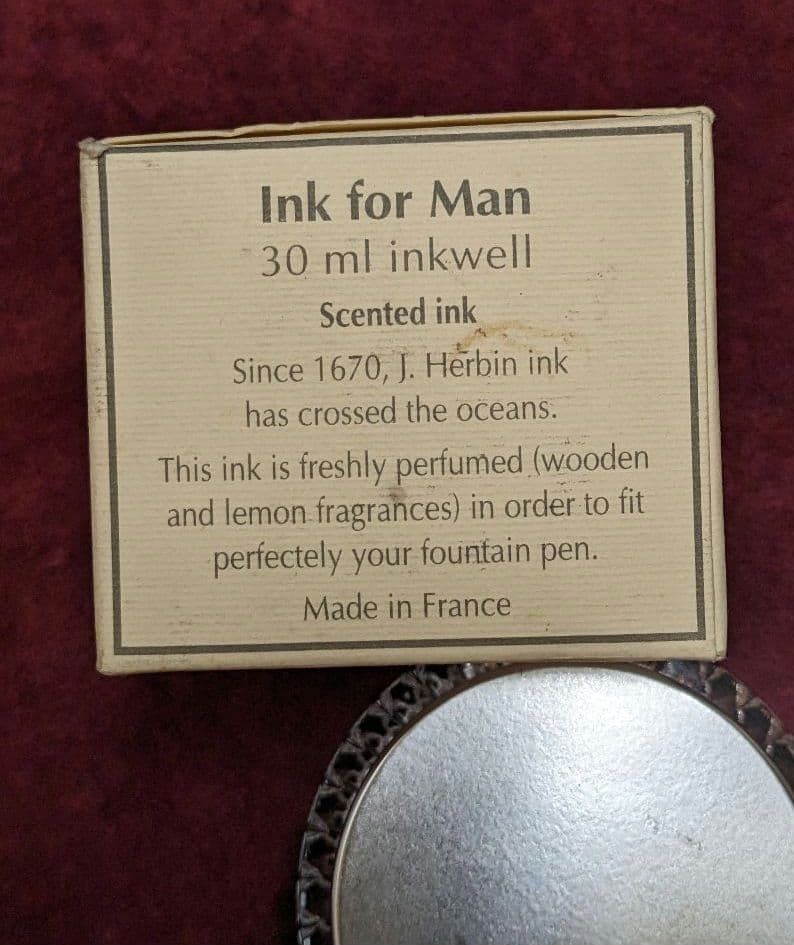 Ink for Man
30 ml inkwell
Scented ink
Since 1670, J. Herbin ink
has crossed the oceans.
This ink is freshly perfumed (wooden
and lemon fragrances) in order to fit
perfectely your fountain pen.
Made in France